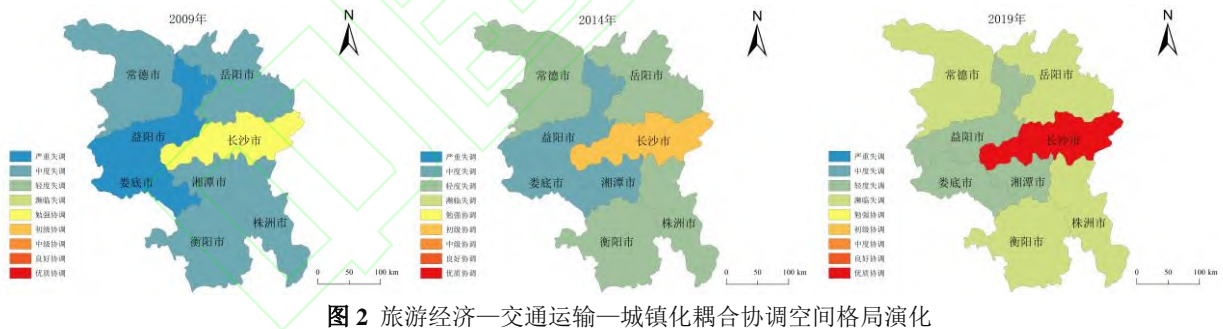 2009年
N
常德市
岳阳市
益阳市
长沙市
娄底市
湘潭市
株洲市
衡阳市
严重失调
中度失调
轻度失调
濒临失调
勉强协调
初级协调
中级协调
良好协调
优质协调
0 100 km
2014年
N
常德市
岳阳市
益阳市
长沙市
娄底市
湘潭市
株洲市
衡阳市
严重失调
中度失调
轻度失调
濒临失调
勉强协调
初级协调
中级协调
良好协调
优质协调
0 100 km
2019年
N
常德市
岳阳市
益阳市
长沙市
娄底市
湘潭市
株洲市
衡阳市
严重失调
中度失调
轻度失调
濒临失调
勉强协调
初级协调
中度协调
良好协调
优质协调
0 100 km
图 2 旅游经济—交通运输—城镇化耦合协调空间格局演化